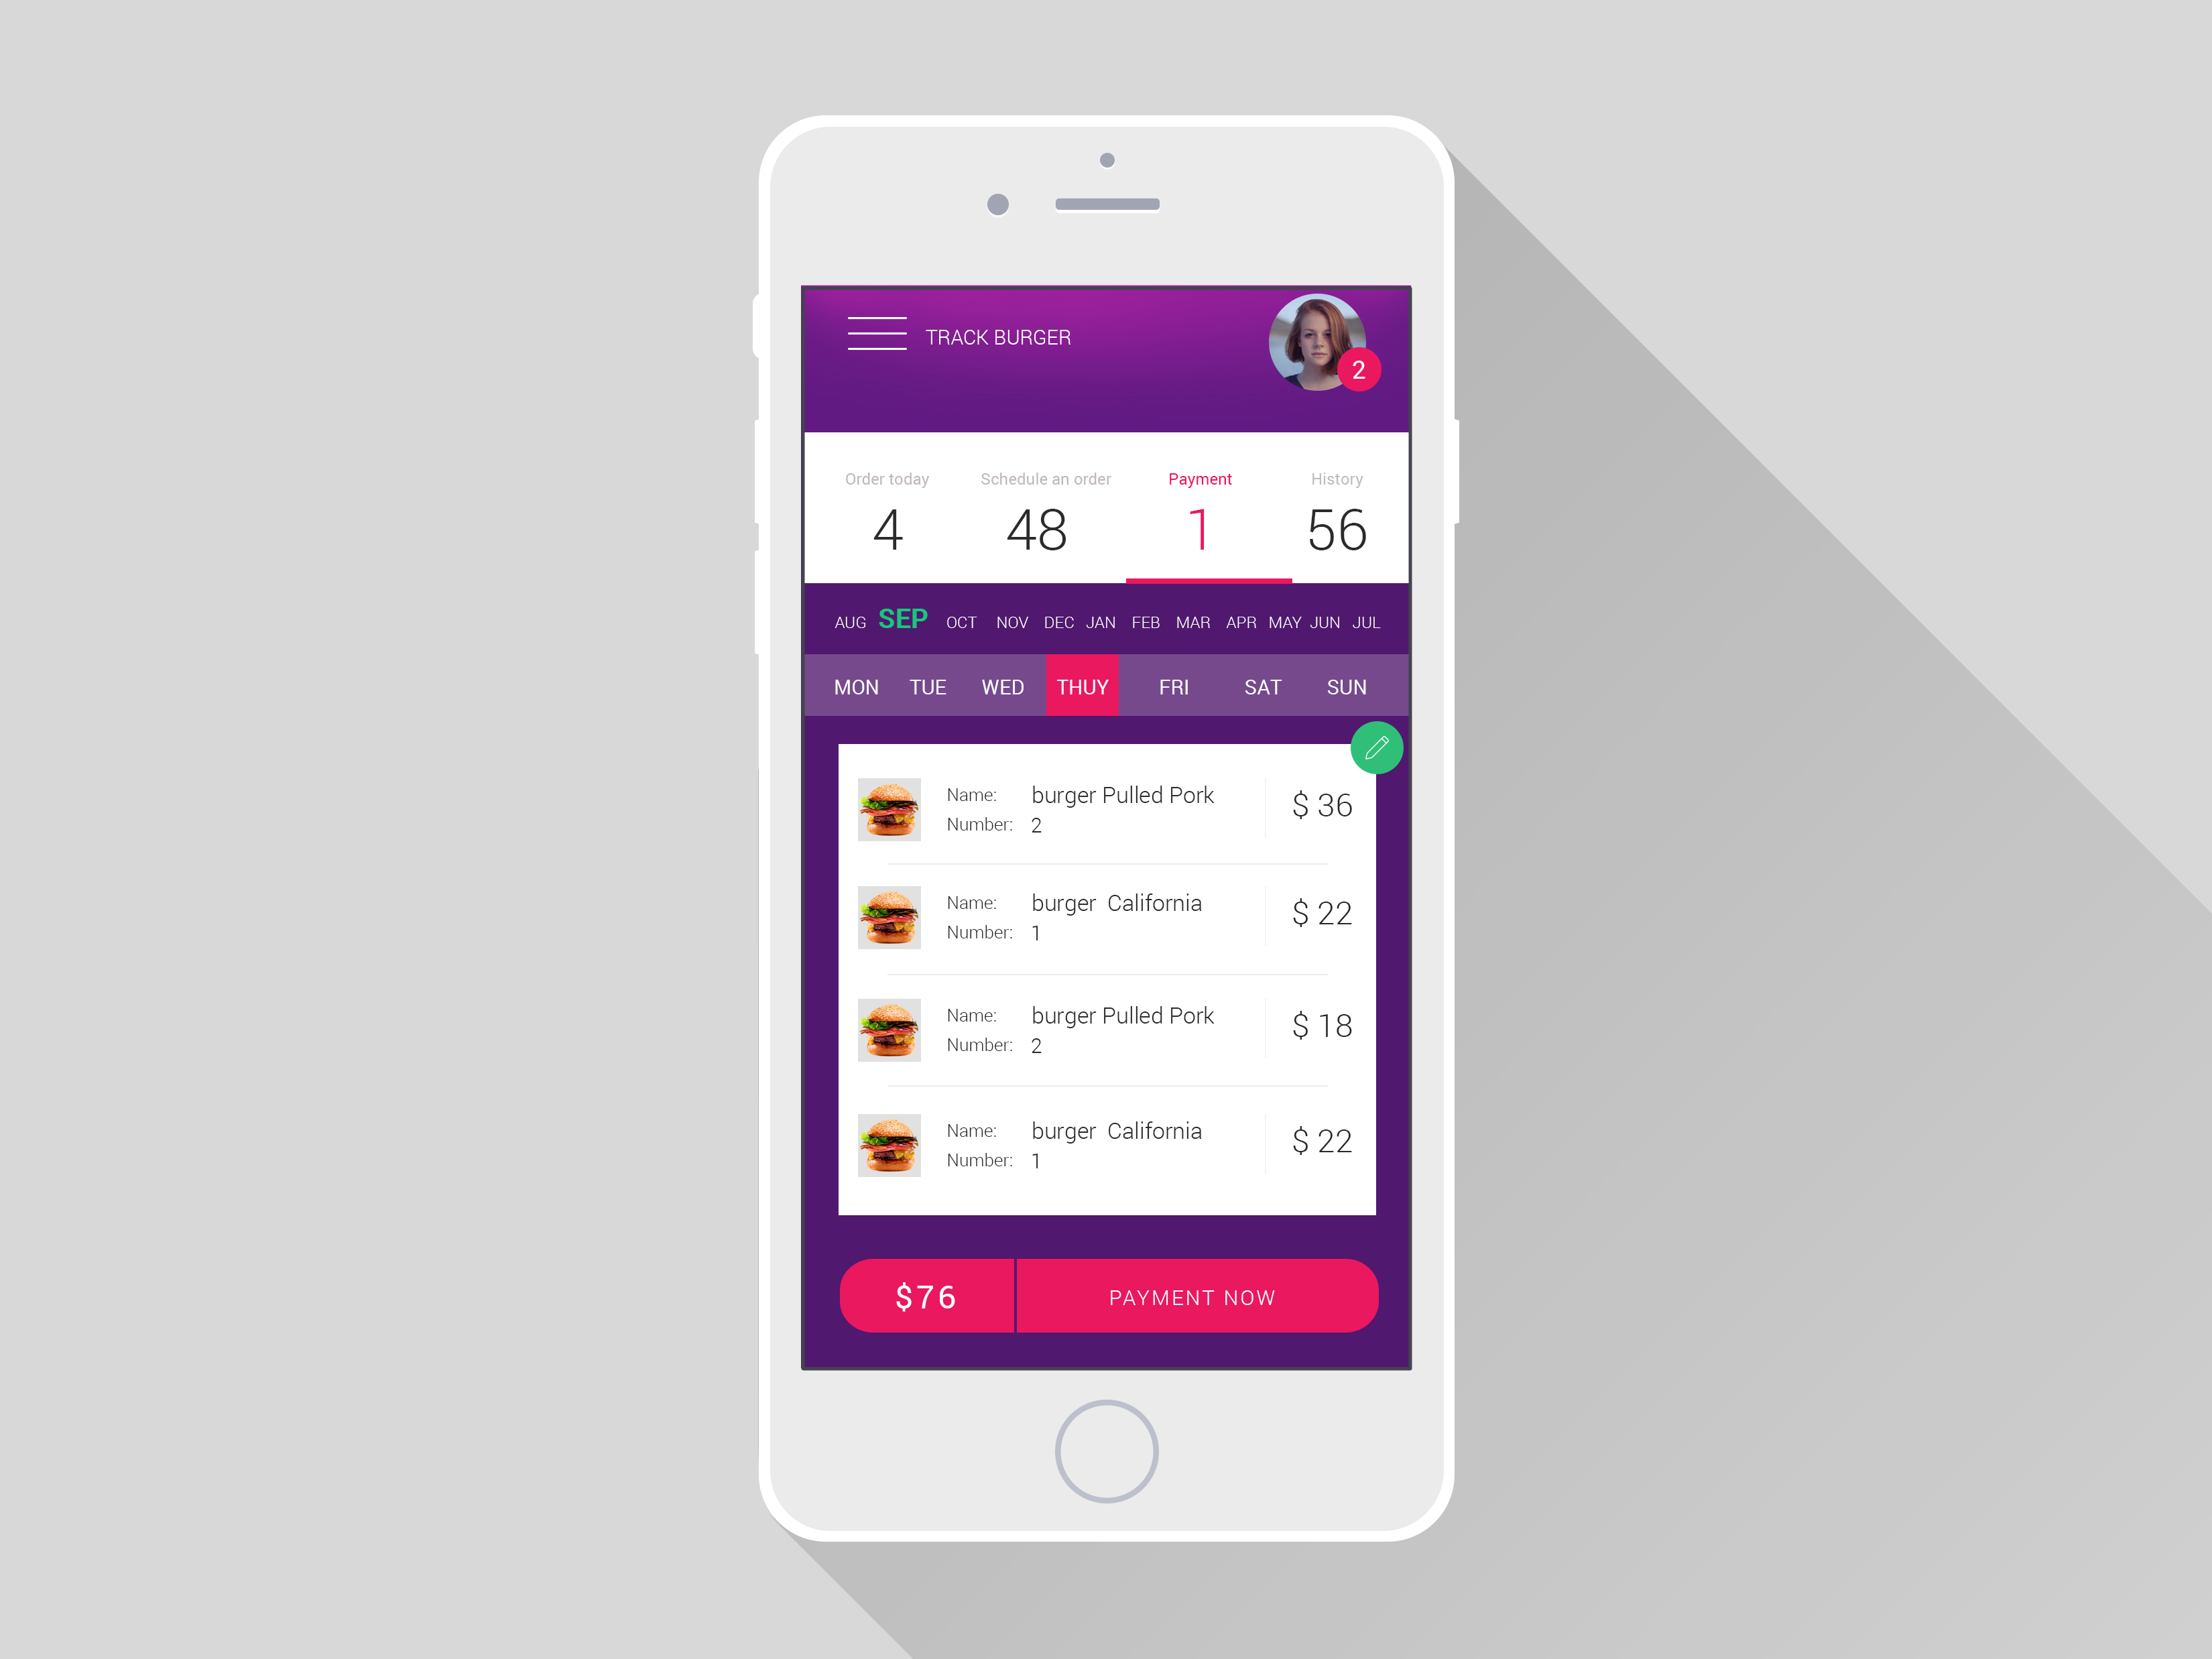 TRACK BURGER
2
Order today Schedule an order Payment History
4 48 1 56
AUG SEP OCT NOV DEC JAN FEB MAR APR MAY JUN JUL
MON TUE WED THUY FRI SAT SUN
Name: burger Pulled Pork
$ 36
Number: 2
Name: burger California
$ 22
Number: 1
Name: burger Pulled Pork
$ 18
Number: 2
Name: burger California
$ 22
Number: 1
$76 PAYMENT NOW